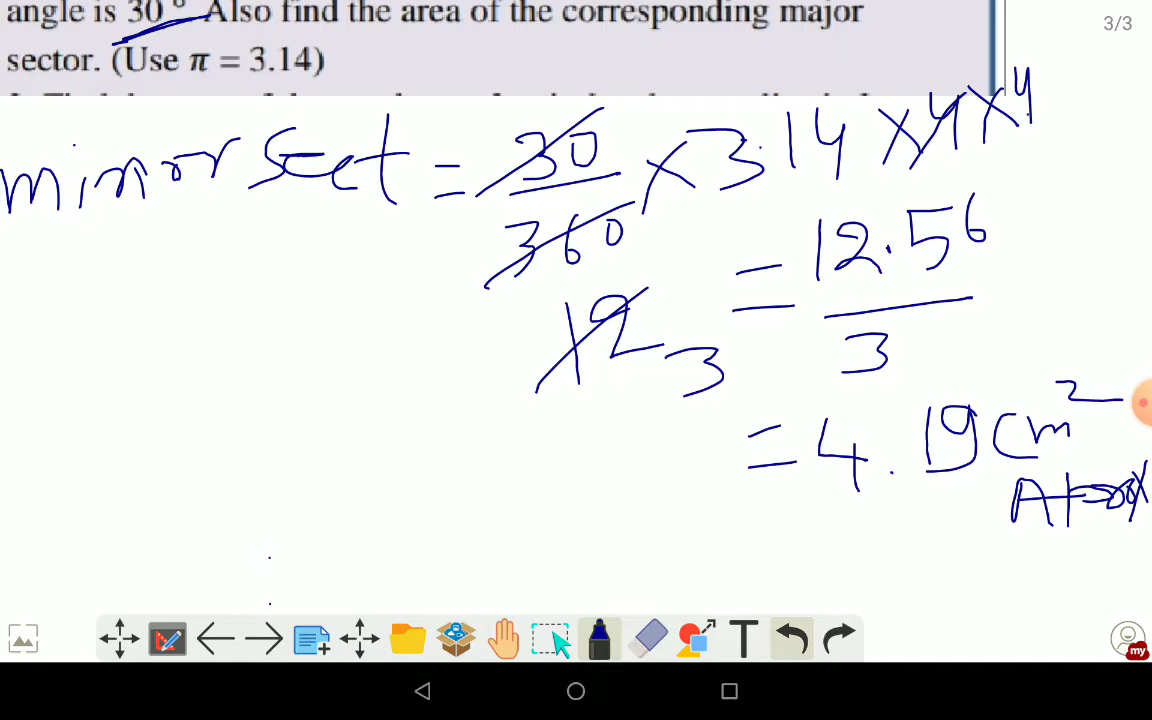 angle is 30 °. Also find the area of the corresponding major
3/3
sector. (Use π = 3.14)
minor sect = 30/360 × 3.14 × 4 × 4
12 3
= 12.56/3
= 4.19 cm²
T
my